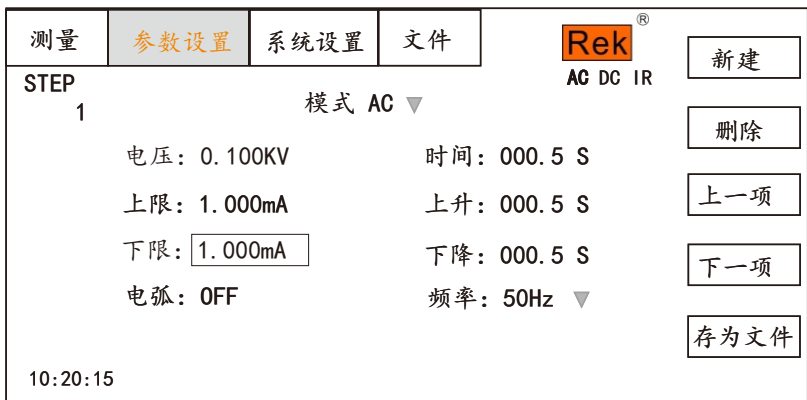 测量 参数设置 系统设置 文件 Rek®
AC DC IR
新建
STEP
1
模式 AC ▼
删除
电压: 0.100KV 时间: 000.5 S
上限: 1.000mA 上升: 000.5 S
上一项
下限: 1.000mA 下降: 000.5 S
下一项
电弧: OFF 频率: 50Hz ▼
存为文件
10:20:15